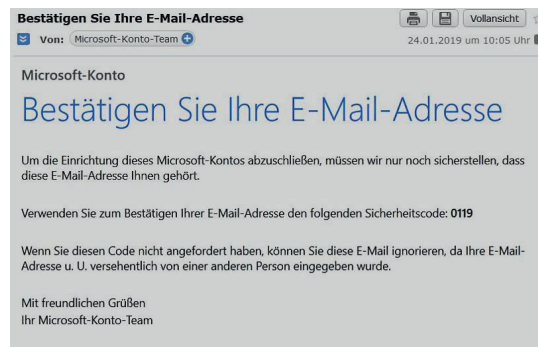 Bestätigen Sie Ihre E-Mail-Adresse
Vollansicht
Von: Microsoft-Konto-Team
24.01.2019 um 10:05 Uhr
Microsoft-Konto
Bestätigen Sie Ihre E-Mail-Adresse
Um die Einrichtung dieses Microsoft-Kontos abzuschließen, müssen wir nur noch sicherstellen, dass
diese E-Mail-Adresse Ihnen gehört.
Verwenden Sie zum Bestätigen Ihrer E-Mail-Adresse den folgenden Sicherheitscode: 0119
Wenn Sie diesen Code nicht angefordert haben, können Sie diese E-Mail ignorieren, da Ihre E-Mail-
Adresse u. U. versehentlich von einer anderen Person eingegeben wurde.
Mit freundlichen Grüßen
Ihr Microsoft-Konto-Team